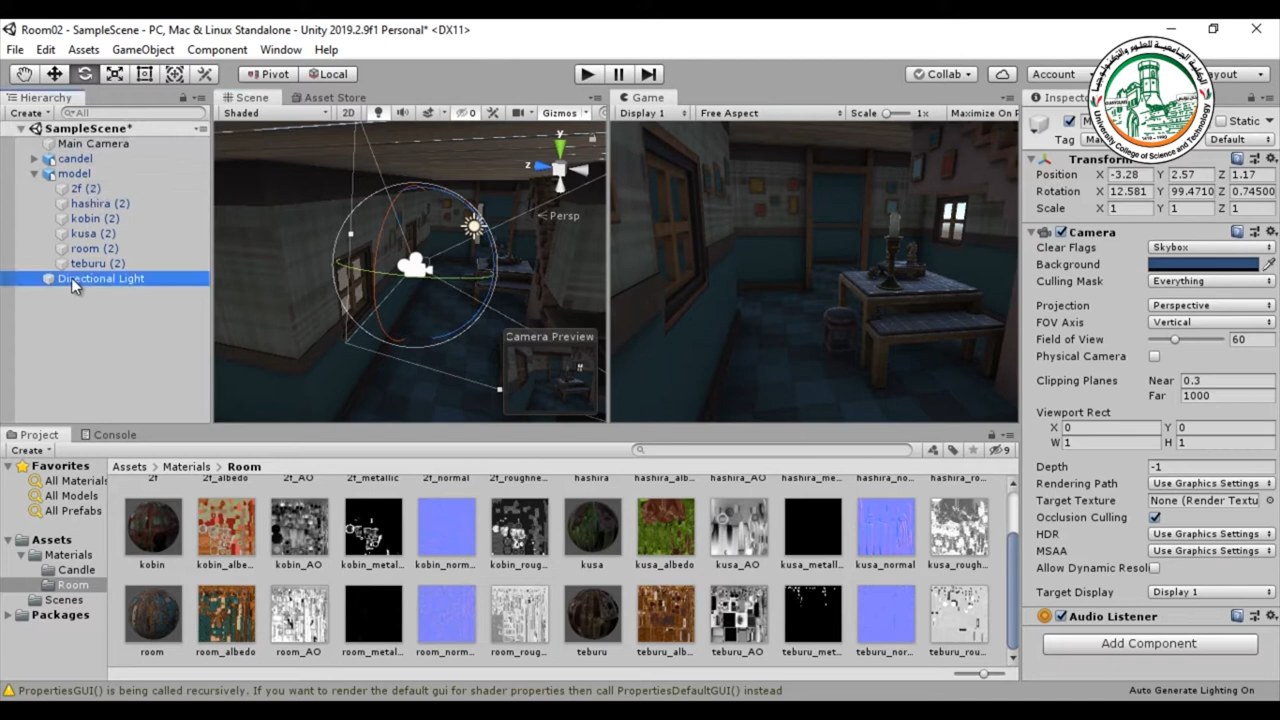 Room02 - SampleScene - PC, Mac & Linux Standalone - Unity 2019.2.9f1 Personal* <DX11>
File Edit Assets GameObject Component Window Help
Pivot Local Collab Account
Hierarchy Scene Asset Store Game
Create All Shaded 2D 0 Gizmos Display 1 Free Aspect Scale 1x Maximize On P
University College of Science and Technology
SampleScene*
Main Camera
candel
model
2f (2)
hashira (2)
kobin (2)
kusa (2)
room (2)
teburu (2)
Directional Light
y
z
Persp
Camera Preview
Static
Tag Default
Transform
Position X -3.28 Y 2.57 Z 1.17
Rotation X 12.581 Y 99.4710 Z 0.74500
Scale X 1 Y 1 Z 1
Camera
Clear Flags Skybox
Background
Culling Mask Everything
Projection Perspective
FOV Axis Vertical
Field of View 60
Physical Camera
Clipping Planes Near 0.3
Far 1000
Viewport Rect
X 0 Y 0
W 1 H 1
Depth -1
Rendering Path Use Graphics Settings
Target Texture None (Render Textu
Occlusion Culling
HDR Use Graphics Settings
MSAA Use Graphics Settings
Allow Dynamic Resol
Target Display Display 1
Audio Listener
Add Component
Project Console
Create 9
Favorites
All Materials
All Models
All Prefabs
Assets
Materials
Candle
Room
Scenes
Packages
Assets Materials Room
2f 2f_albedo 2f_AO 2f_metallic 2f_normal 2f_roughne... hashira hashira_alb... hashira_AO hashira_me... hashira_no... hashira_ro...
kobin kobin_albe... kobin_AO kobin_metal... kobin_norm... kobin_roug... kusa kusa_albedo kusa_AO kusa_metall... kusa_normal kusa_rough...
room room_albedo room_AO room_metal... room_norm... room_roug... teburu teburu_alb... teburu_AO teburu_met... teburu_nor... teburu_rou...
PropertiesGUI() is being called recursively. If you want to render the default gui for shader properties then call PropertiesDefaultGUI() instead
Auto Generate Lighting On